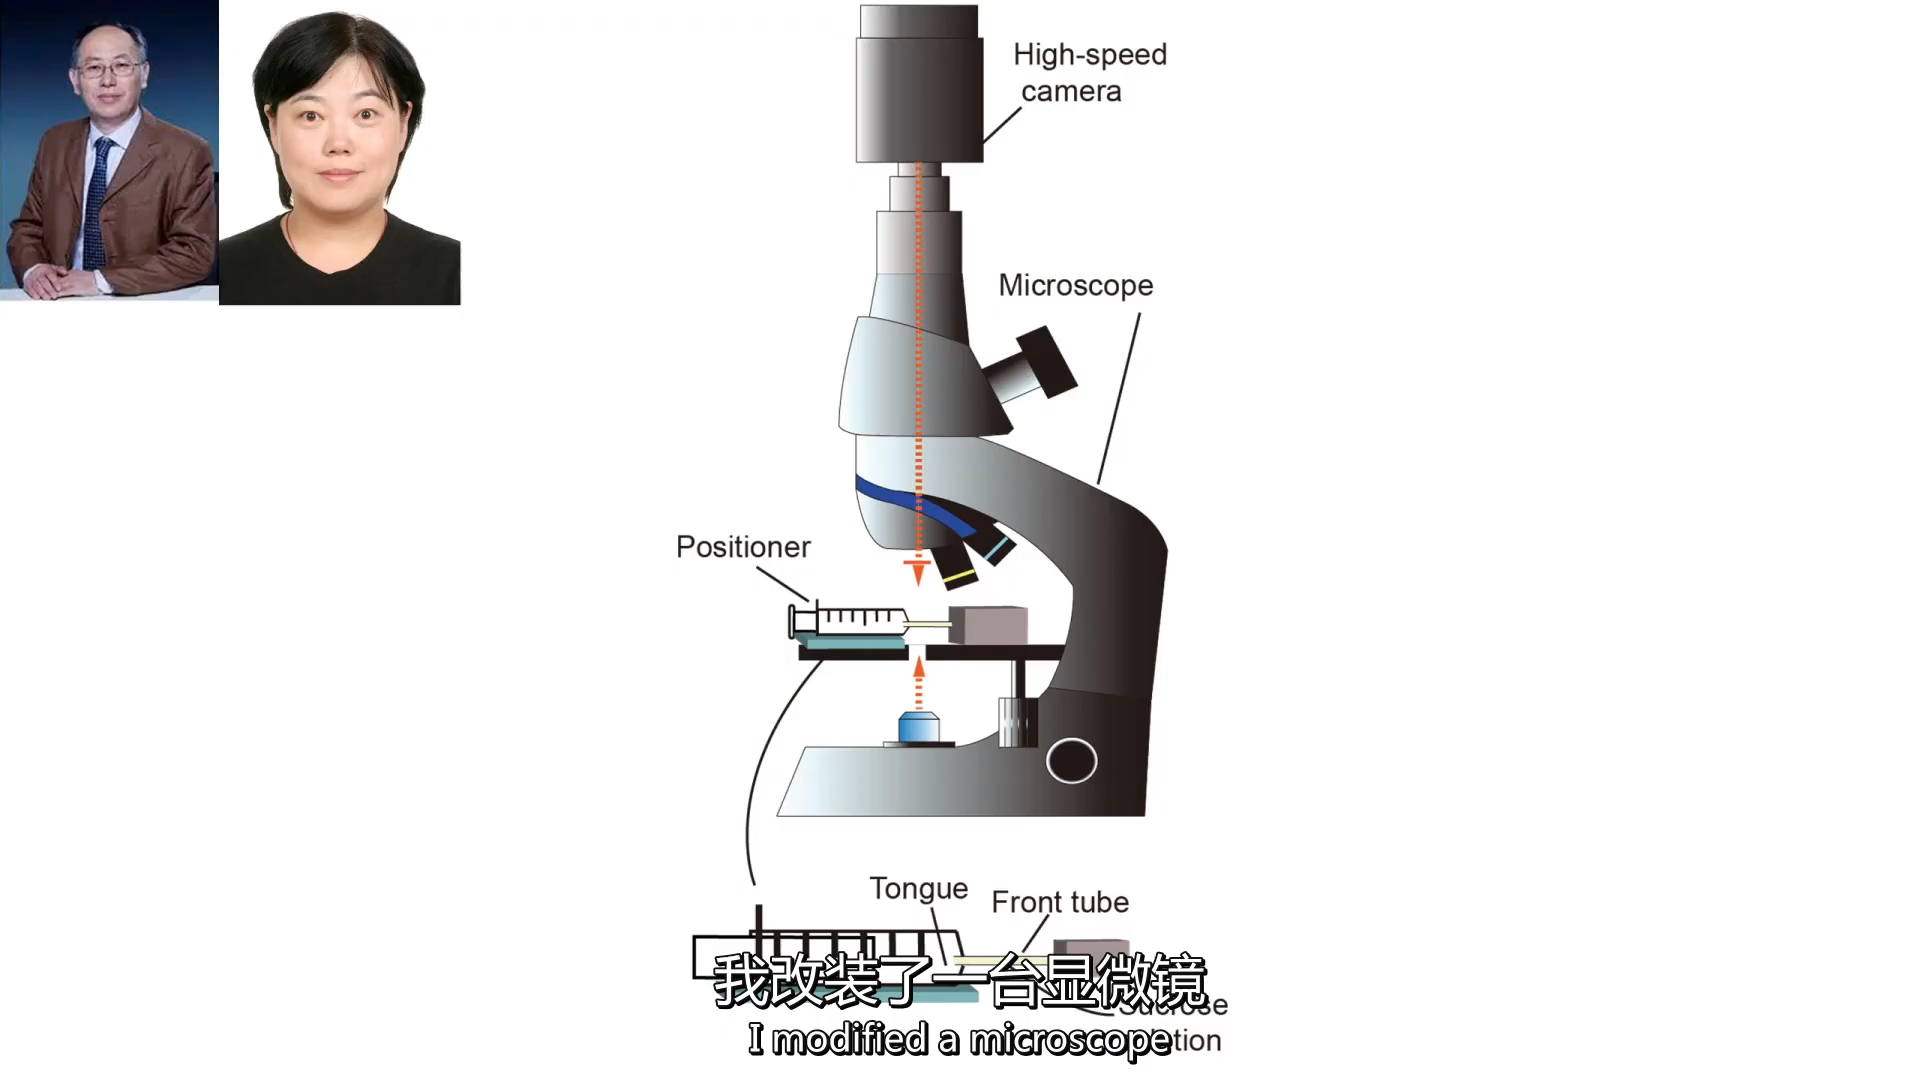 High-speed
camera
Microscope
Positioner
Tongue
Front tube
Sucrose
我改装了一台显微镜
I modified a microscope